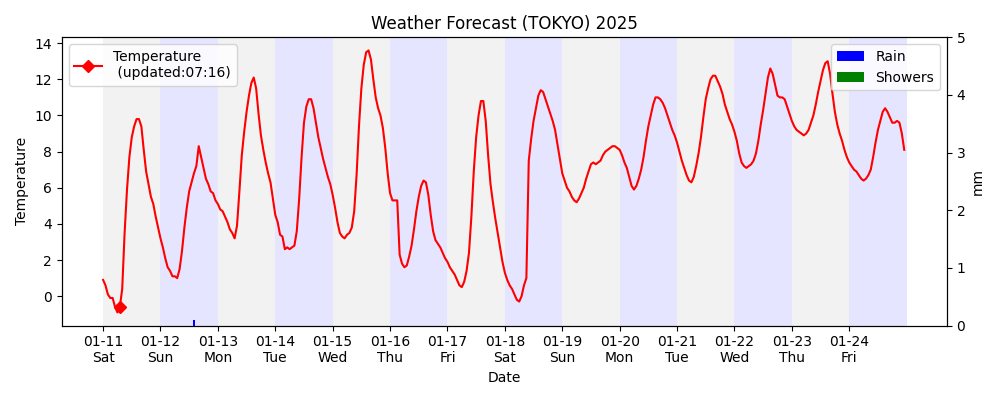 Weather Forecast (TOKYO) 2025
Temperature
(updated:07:16)
Rain
Showers
Temperature
14
12
10
8
6
4
2
0
5
4
3
2
1
0
mm
01-11 01-12 01-13 01-14 01-15 01-16 01-17 01-18 01-19 01-20 01-21 01-22 01-23 01-24
Sat Sun Mon Tue Wed Thu Fri Sat Sun Mon Tue Wed Thu Fri
Date